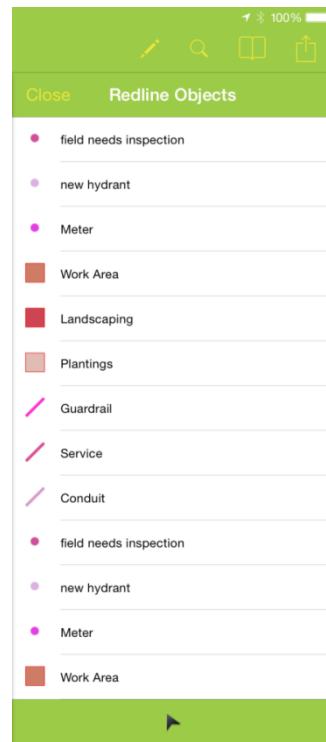 100%
Close Redline Objects
field needs inspection
new hydrant
Meter
Work Area
Landscaping
Plantings
Guardrail
Service
Conduit
field needs inspection
new hydrant
Meter
Work Area